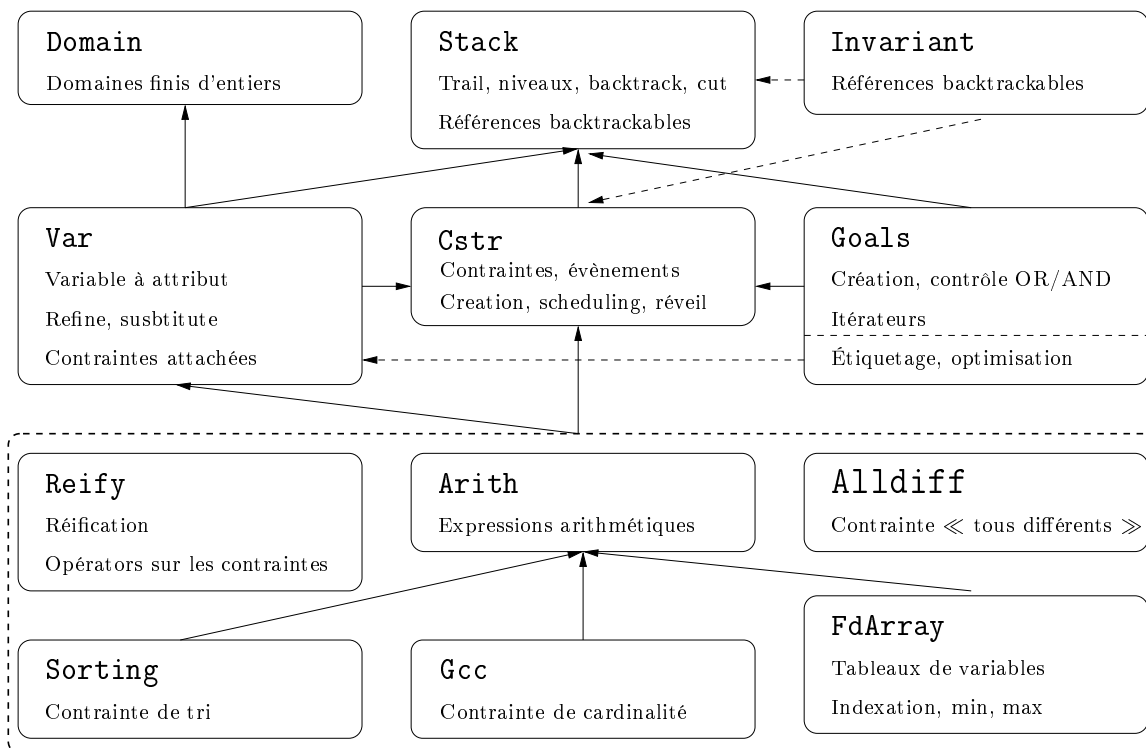 Domain
Domaines finis d'entiers
Stack
Trail, niveaux, backtrack, cut
Références backtrackables
Invariant
Références backtrackables
Var
Variable à attribut
Refine, susbtitute
Contraintes attachées
Cstr
Contraintes, évènements
Creation, scheduling, réveil
Goals
Création, contrôle OR/AND
Itérateurs
Étiquetage, optimisation
Reify
Réification
Opérators sur les contraintes
Arith
Expressions arithmétiques
Alldiff
Contrainte ≪ tous différents ≫
Sorting
Contrainte de tri
Gcc
Contrainte de cardinalité
FdArray
Tableaux de variables
Indexation, min, max